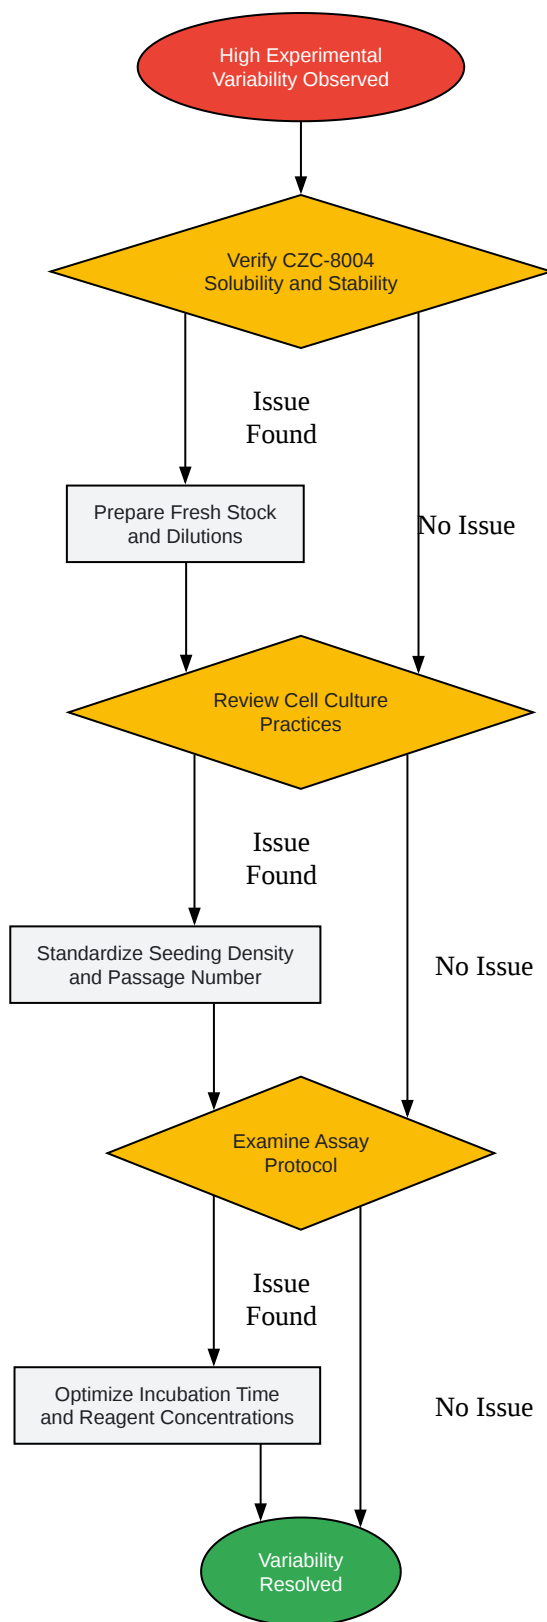 High Experimental
Variability Observed
Verify CZC-8004
Solubility and Stability
Issue
Found
Prepare Fresh Stock
and Dilutions
No Issue
Review Cell Culture
Practices
Issue
Found
Standardize Seeding Density
and Passage Number
No Issue
Examine Assay
Protocol
Issue
Found
Optimize Incubation Time
and Reagent Concentrations
No Issue
Variability
Resolved